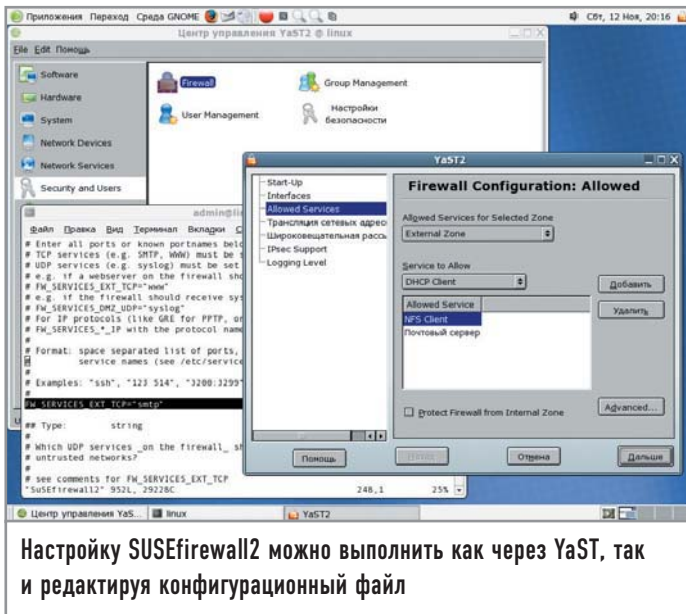 Приложения Переход Среда GNOME
Сбт, 12 Ноя, 20:16
Центр управления YaST2 @ linux
File Edit Помощь
Software
Hardware
System
Network Devices
Network Services
Security and Users
Firewall
Group Management
User Management
Настройки безопасности
YaST2
Start-Up
Interfaces
Allowed Services
Трансляция сетевых адрес
Широковещательная рассы
IPsec Support
Logging Level
Firewall Configuration: Allowed
Allowed Services for Selected Zone
External Zone
Service to Allow
DHCP Client
Добавить
Allowed Service
NFS Client
Почтовый сервер
Удалить
Protect Firewall from Internal Zone
Advanced...
Помощь
Назад
Отмена
Дальше
admin@li
Файл Правка Вид Терминал Вкладки С
# Enter all ports or known portnames belo
# TCP services (e.g. SMTP, WWW) must be s
# UDP services (e.g. syslog) must be set
# e.g. if a webserver on the firewall sho
# FW_SERVICES_EXT_TCP="www"
# e.g. if the firewall should receive sys
# FW_SERVICES_DMZ_UDP="syslog"
# For IP protocols (like GRE for PPTP, or
# FW_SERVICES_*_IP with the protocol name
#
# Format: space separated list of ports,
# service names (see /etc/service
#
# Examples: "ssh", "123 514", "3200:3299"
#
FW_SERVICES_EXT_TCP="smtp"
## Type: string
#
# Which UDP services _on the firewall_ sh
# untrusted networks?
#
# see comments for FW_SERVICES_EXT_TCP
"SuSEfirewall2" 952L, 29228C 248,1 25%
Центр управления YaS...
linux
YaST2
Настройку SUSEfirewall2 можно выполнить как через YaST, так
и редактируя конфигурационный файл